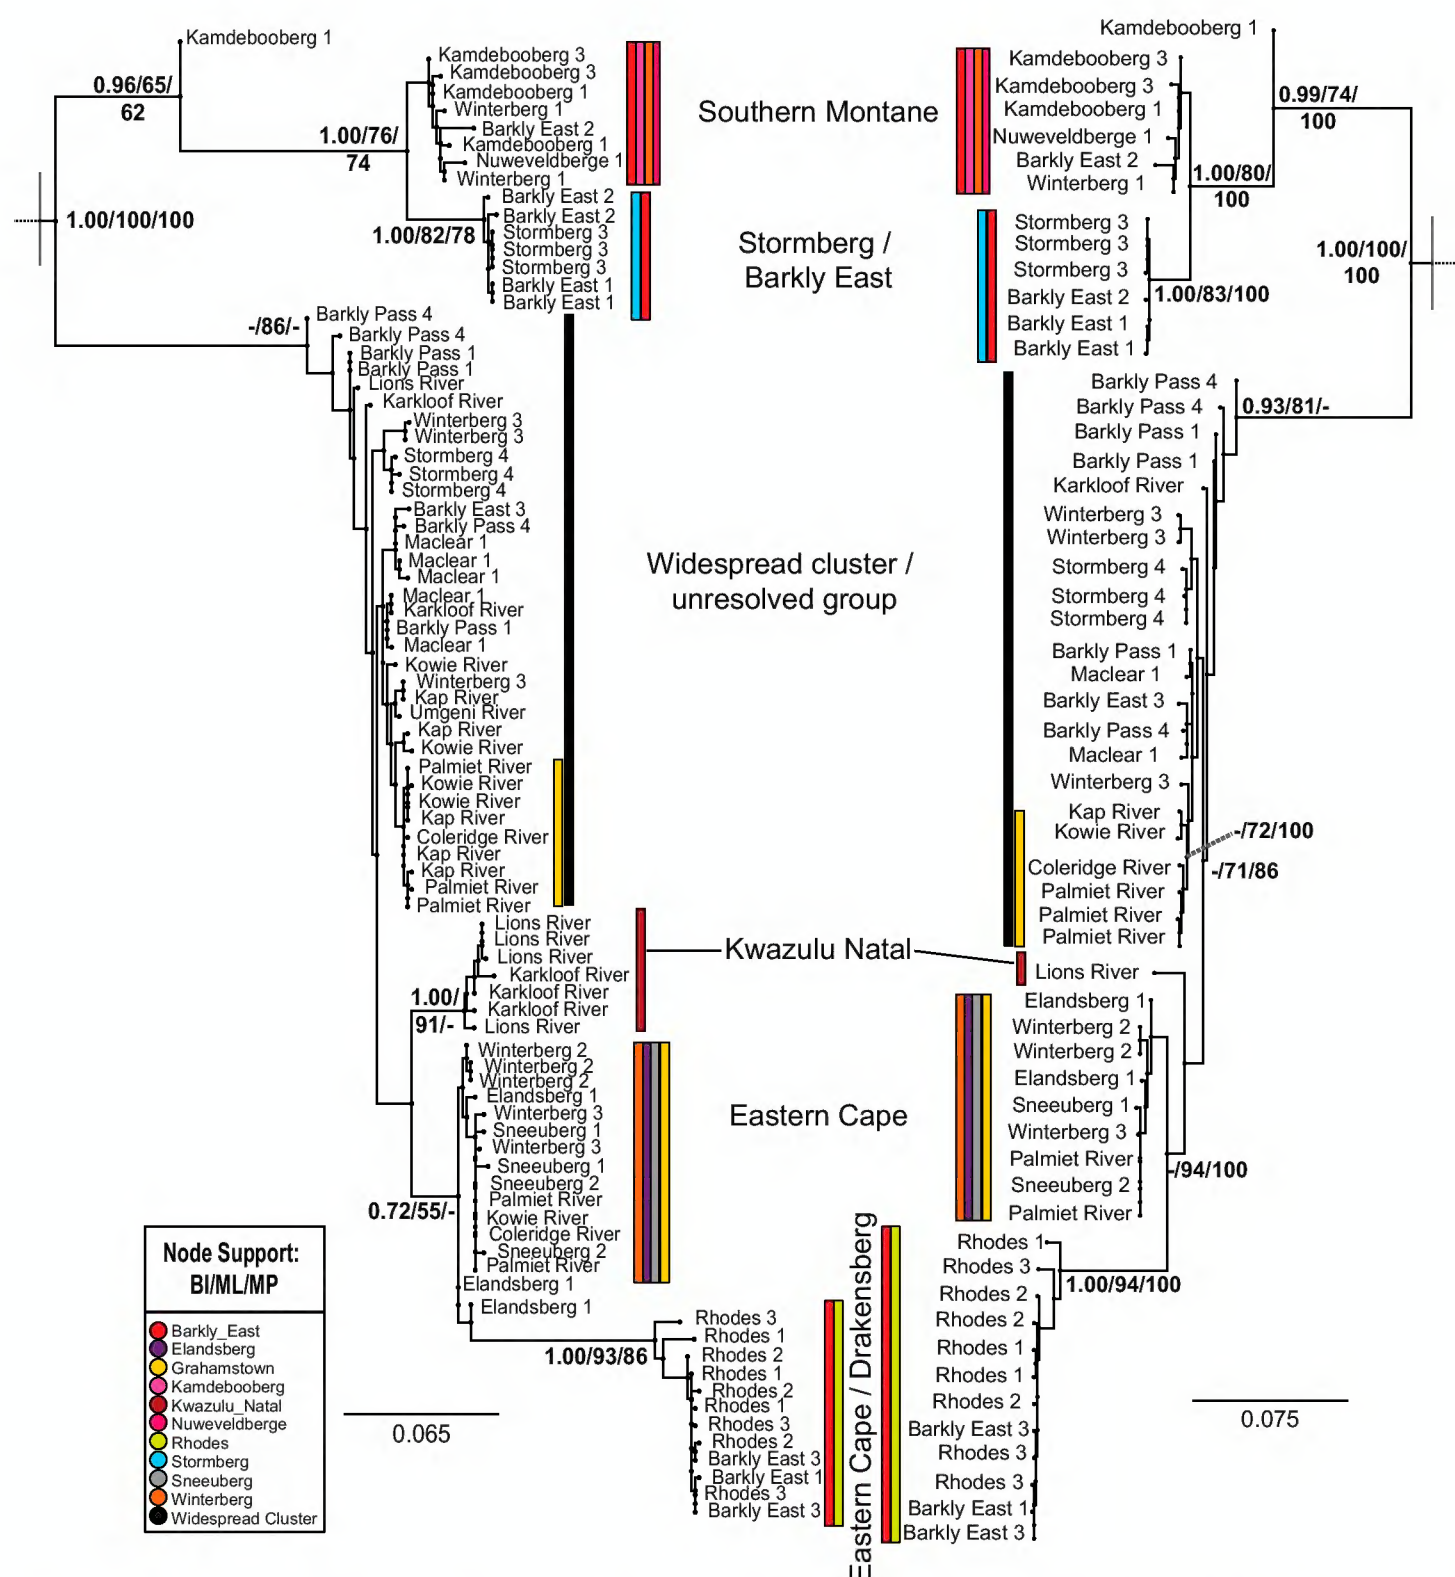 Kamdebooberg 1
0.96/65/
62
Kamdebooberg 3
Kamdebooberg 3
Kamdebooberg 1
Winterberg 1
Barkly East 2
Kamdebooberg 1
Nuweveldberge 1
Winterberg 1
1.00/76/
74
Barkly East 2
Barkly East 2
Stormberg 3
Stormberg 3
Stormberg 3
Barkly East 1
Barkly East 1
1.00/82/78
1.00/100/100
-/86/-
Barkly Pass 4
Barkly Pass 4
Barkly Pass 1
Barkly Pass 1
Lions River
Karkloof River
Winterberg 3
Winterberg 3
Stormberg 4
Stormberg 4
Stormberg 4
Barkly East 3
Barkly Pass 4
Maclear 1
Maclear 1
Maclear 1
Maclear 1
Karkloof River
Barkly Pass 1
Maclear 1
Kowie River
Winterberg 3
Kap River
Umgeni River
Kap River
Kowie River
Palmiet River
Kowie River
Kowie River
Kap River
Coleridge River
Kap River
Kap River
Palmiet River
Palmiet River
Lions River
Lions River
Lions River
Karkloof River
Karkloof River
Karkloof River
Lions River
1.00/
91/-
Winterberg 2
Winterberg 2
Winterberg 2
Elandsberg 1
Winterberg 3
Sneeuberg 1
Winterberg 3
Sneeuberg 1
Sneeuberg 2
Palmiet River
Kowie River
Coleridge River
Sneeuberg 2
Palmiet River
Elandsberg 1
Elandsberg 1
0.72/55/-
Rhodes 3
Rhodes 1
Rhodes 2
Rhodes 1
Rhodes 2
Rhodes 1
Rhodes 3
Rhodes 2
Barkly East 3
Barkly East 1
Rhodes 3
Barkly East 3
1.00/93/86
0.065
Node Support:
BI/ML/MP
Barkly_East
Elandsberg
Grahamstown
Kamdebooberg
Kwazulu_Natal
Nuweveldberge
Rhodes
Stormberg
Sneeuberg
Winterberg
Widespread Cluster
Southern Montane
Stormberg /
Barkly East
Widespread cluster /
unresolved group
Kwazulu Natal
Eastern Cape
Eastern Cape / Drakensberg
Kamdebooberg 1
Kamdebooberg 3
Kamdebooberg 3
Kamdebooberg 1
Nuweveldberge 1
Barkly East 2
Winterberg 1
0.99/74/
100
1.00/80/
100
Stormberg 3
Stormberg 3
Stormberg 3
Barkly East 2
Barkly East 1
Barkly East 1
1.00/83/100
1.00/100/
100
Barkly Pass 4
Barkly Pass 4
Barkly Pass 1
Barkly Pass 1
Karkloof River
Winterberg 3
Winterberg 3
Stormberg 4
Stormberg 4
Stormberg 4
Barkly Pass 1
Maclear 1
Barkly East 3
Barkly Pass 4
Maclear 1
Winterberg 3
Kap River
Kowie River
Coleridge River
Palmiet River
Palmiet River
Palmiet River
0.93/81/-
-/72/100
-/71/86
Lions River
Elandsberg 1
Winterberg 2
Winterberg 2
Elandsberg 1
Sneeuberg 1
Winterberg 3
Palmiet River
Sneeuberg 2
Palmiet River
-/94/100
Rhodes 1
Rhodes 3
Rhodes 2
Rhodes 2
Rhodes 1
Rhodes 1
Rhodes 2
Barkly East 3
Rhodes 3
Rhodes 3
Barkly East 1
Barkly East 3
1.00/94/100
0.075